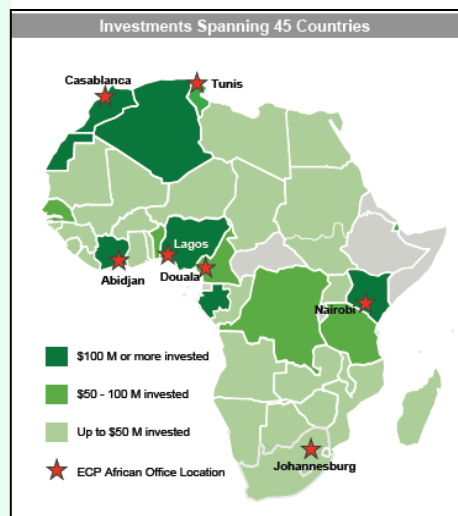 Investments Spanning 45 Countries
Casablanca
Tunis
Lagos
Abidjan
Douala
Nairobi
$100 M or more invested
$50 - 100 M invested
Up to $50 M invested
ECP African Office Location
Johannesburg